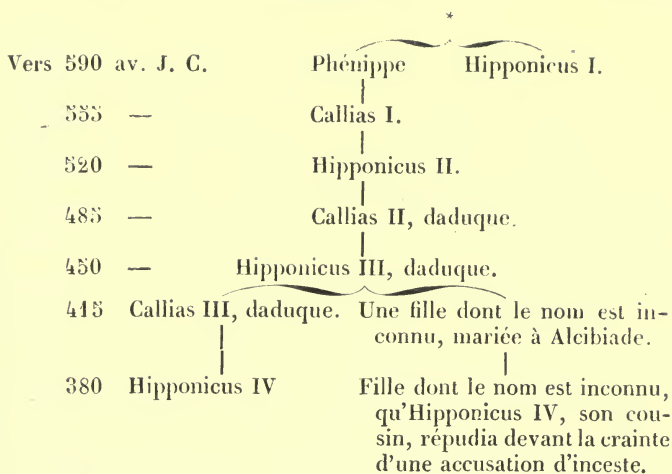 *
Vers 590 av. J. C. Phénippe Hipponicus I.
555 — Callias I.
520 — Hipponicus II.
485 — Callias II, daduque.
450 — Hipponicus III, daduque.
415 Callias III, daduque. Une fille dont le nom est in-
connu, mariée à Alcibiade.
380 Hipponicus IV Fille dont le nom est inconnu,
qu'Hipponicus IV, son cou-
sin, répudia devant la crainte
d'une accusation d'inceste.